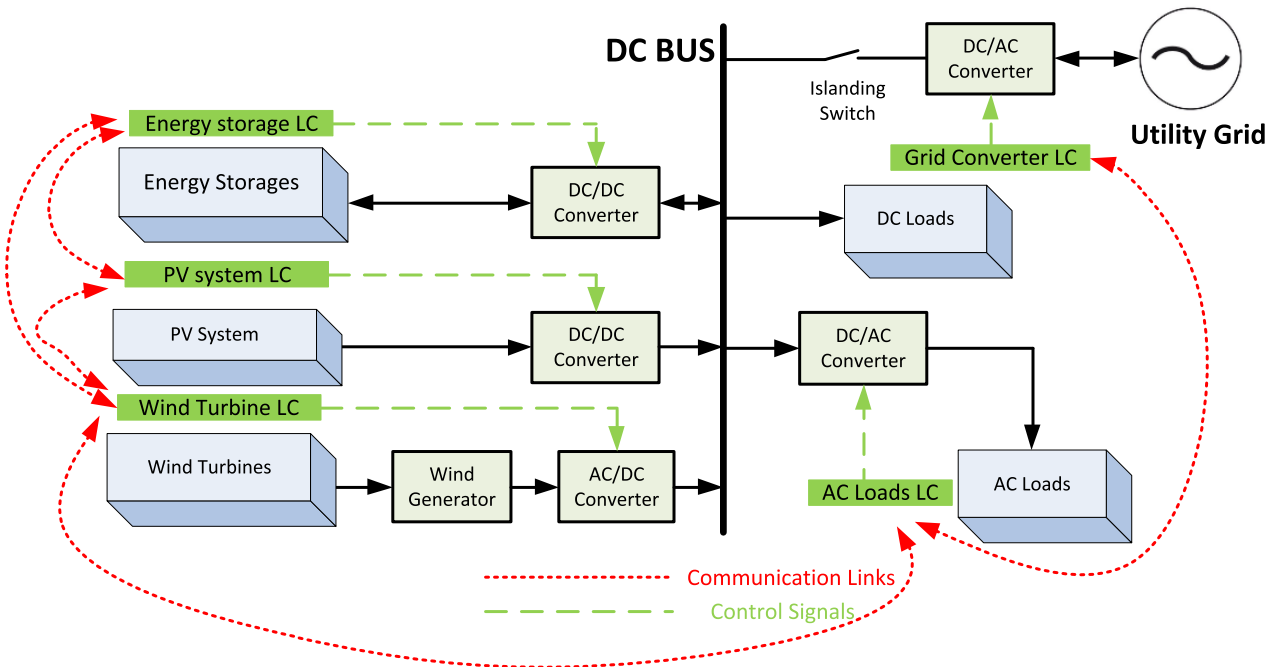 DC BUS
DC/AC
Converter
Islanding
Switch
Utility Grid
Energy storage LC
Grid Converter LC
Energy Storages
DC/DC
Converter
DC Loads
PV system LC
PV System
DC/DC
Converter
DC/AC
Converter
Wind Turbine LC
Wind Turbines
Wind
Generator
AC/DC
Converter
AC Loads LC
AC Loads
Communication Links
Control Signals